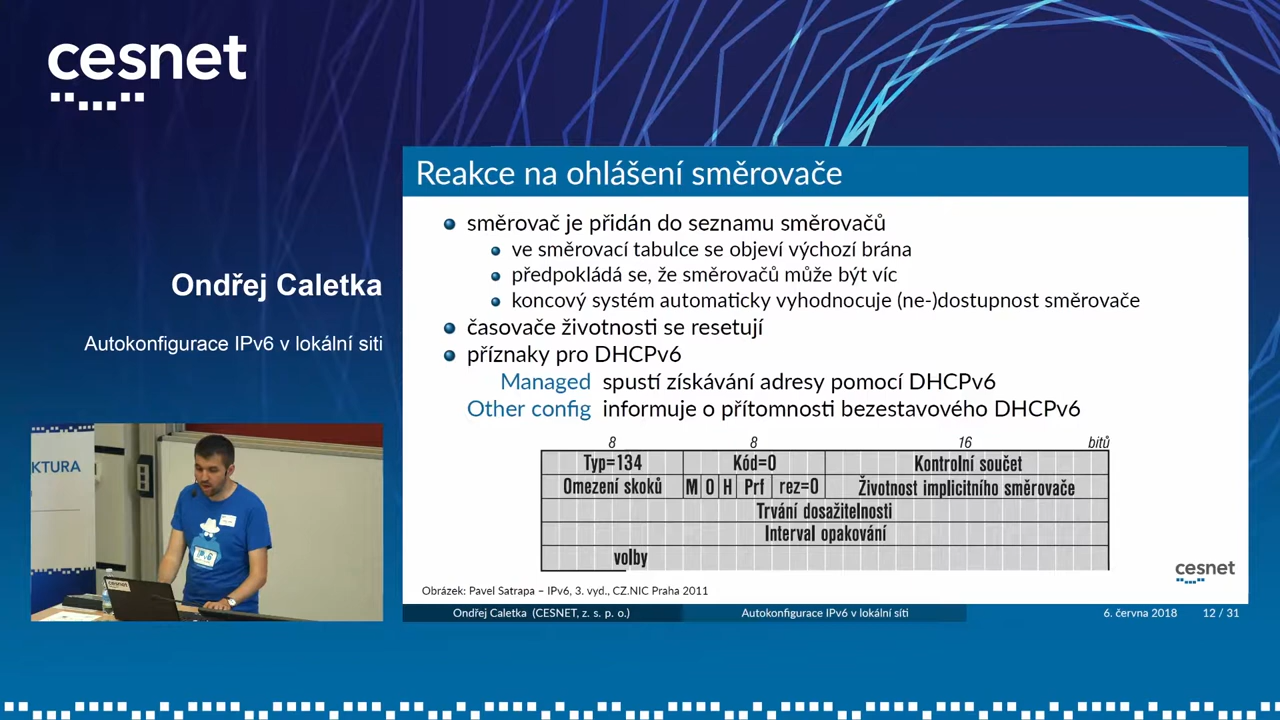 cesnet
Ondřej Caletka
Autokonfigurace IPv6 v lokální siti
KTURA
IPv6
cesnet
Reakce na ohlášení směrovače
směrovač je přidán do seznamu směrovačů
ve směrovací tabulce se objeví výchozí brána
předpokládá se, že směrovačů může být víc
koncový systém automaticky vyhodnocuje (ne-)dostupnost směrovače
časovače životnosti se resetují
příznaky pro DHCPv6
Managed spustí získávání adresy pomocí DHCPv6
Other config informuje o přítomnosti bezestavového DHCPv6
8 8 16 bitů
Typ=134 Kód=0 Kontrolní součet
Omezení skoků M O H Prf rez=0 Životnost implicitního směrovače
Trvání dosažitelnosti
Interval opakování
volby
cesnet
Obrázek: Pavel Satrapa – IPv6, 3. vyd., CZ.NIC Praha 2011
Ondřej Caletka (CESNET, z. s. p. o.) Autokonfigurace IPv6 v lokální síti 6. června 2018 12 / 31